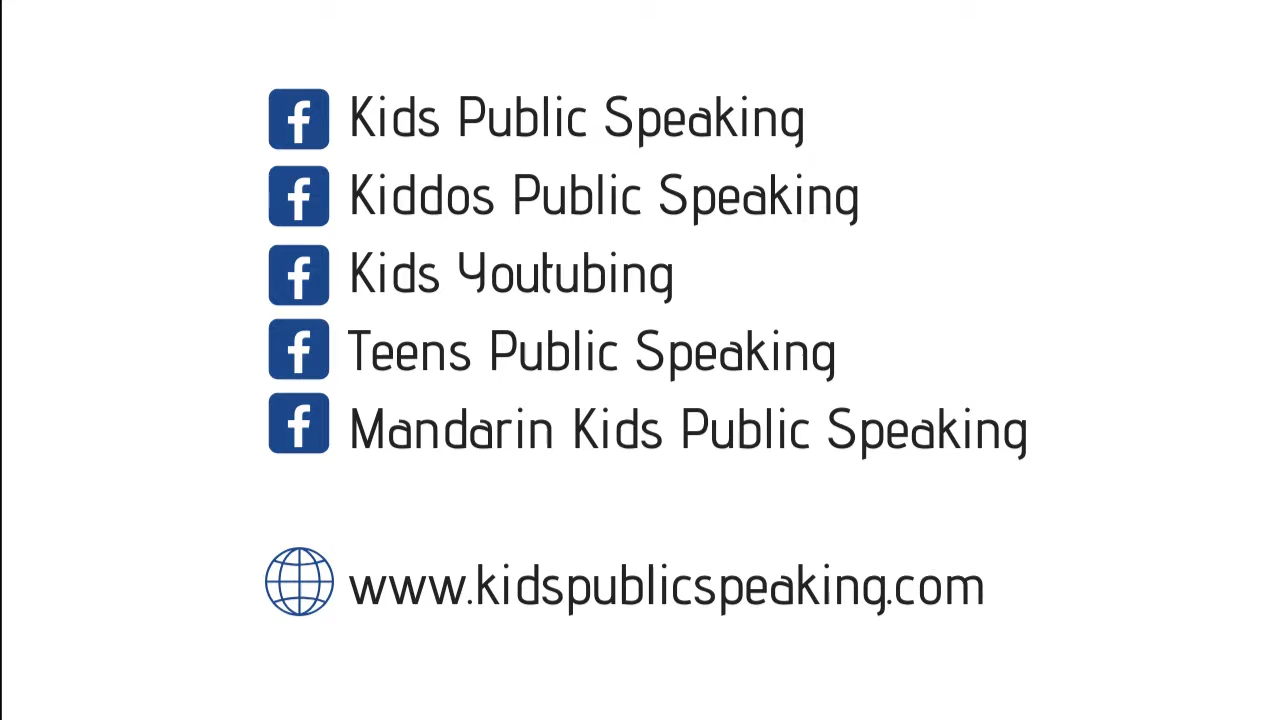 Kids Public Speaking
Kiddos Public Speaking
Kids Youtubing
Teens Public Speaking
Mandarin Kids Public Speaking
www.kidspublicspeaking.com